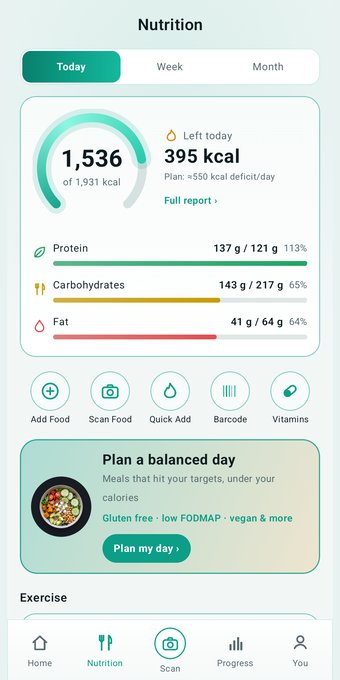 Nutrition
Today
Week
Month
1,536
of 1,931 kcal
Left today
395 kcal
Plan: ≈550 kcal deficit/day
Full report ›
Protein
137 g / 121 g 113%
Carbohydrates
143 g / 217 g 65%
Fat
41 g / 64 g 64%
Add Food
Scan Food
Quick Add
Barcode
Vitamins
Plan a balanced day
Meals that hit your targets, under your
calories
Gluten free · low FODMAP · vegan & more
Plan my day ›
Exercise
Home
Nutrition
Scan
Progress
You